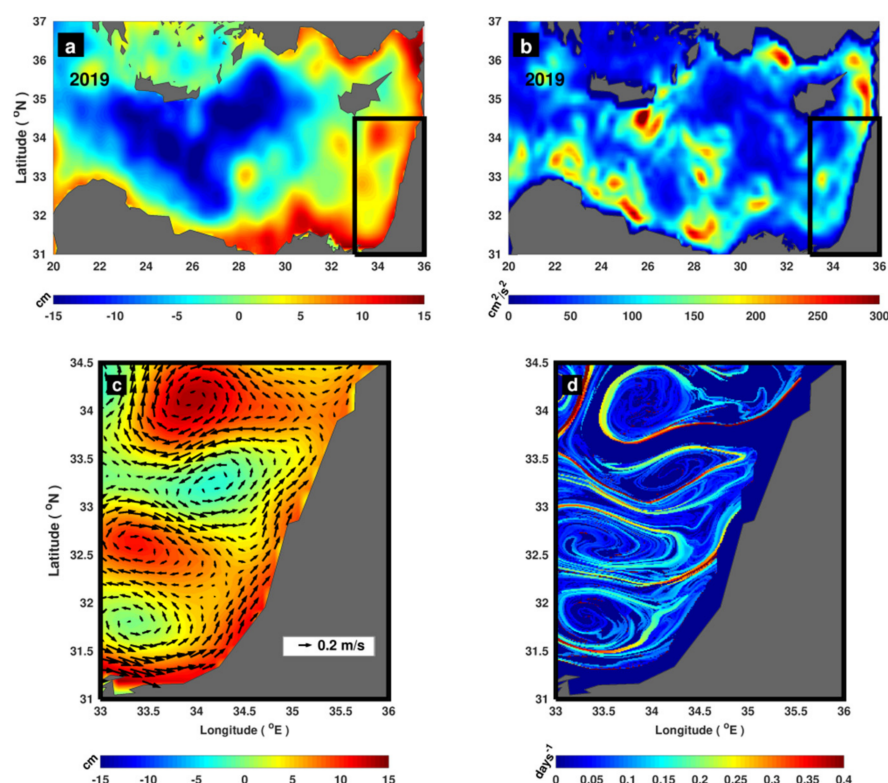 a
2019
37
36
35
34
33
32
31
Latitude ( °N)
20 22 24 26 28 30 32 34 36
cm
-15 -10 -5 0 5 10 15
b
2019
37
36
35
34
33
32
31
20 22 24 26 28 30 32 34 36
cm²/s²
0 50 100 150 200 250 300
c
34.5
34
33.5
33
32.5
32
31.5
31
Latitude ( °N)
0.2 m/s
33 33.5 34 34.5 35 35.5 36
Longitude ( °E )
cm
-15 -10 -5 0 5 10 15
d
34.5
34
33.5
33
32.5
32
31.5
31
33 33.5 34 34.5 35 35.5 36
Longitude ( °E )
days⁻¹
0 0.05 0.1 0.15 0.2 0.25 0.3 0.35 0.4